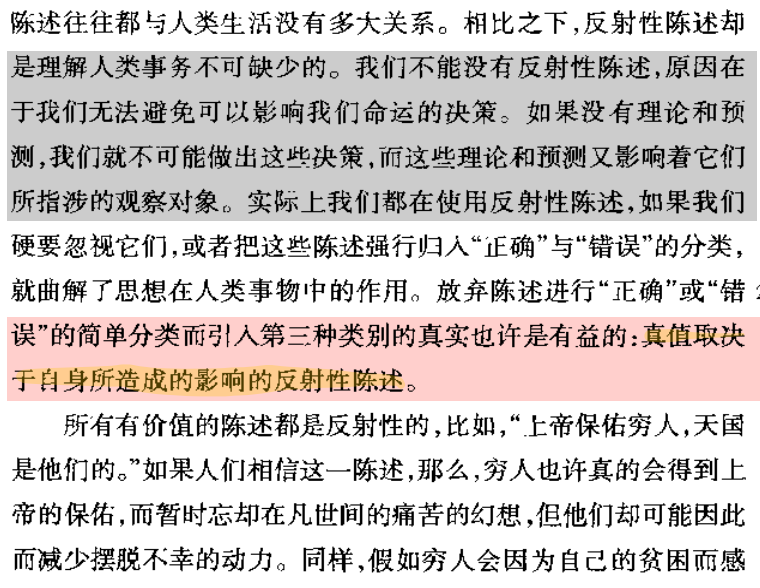 陈述往往都与人类生活没有多大关系。相比之下,反射性陈述却
是理解人类事务不可缺少的。我们不能没有反射性陈述,原因在
于我们无法避免可以影响我们命运的决策。如果没有理论和预
测,我们就不可能做出这些决策,而这些理论和预测又影响着它们
所指涉的观察对象。实际上我们都在使用反射性陈述,如果我们
硬要忽视它们,或者把这些陈述强行归入“正确”与“错误”的分类,
就曲解了思想在人类事物中的作用。放弃陈述进行“正确”或“错
误”的简单分类而引入第三种类别的真实也许是有益的:真值取决
于自身所造成的影响的反射性陈述。
所有有价值的陈述都是反射性的,比如,“上帝保佑穷人,天国
是他们的。”如果人们相信这一陈述,那么,穷人也许真的会得到上
帝的保佑,而暂时忘却在凡世间的痛苦的幻想,但他们却可能因此
而减少摆脱不幸的动力。同样,假如穷人会因为自己的贫困而感